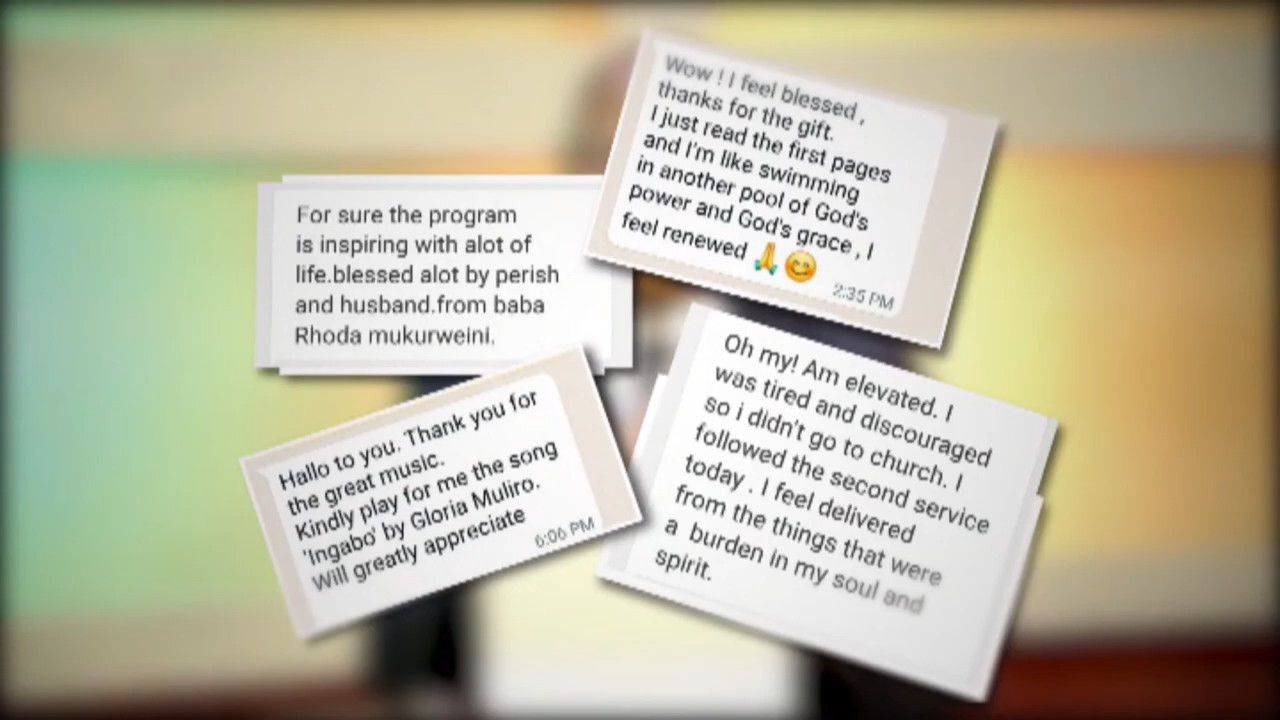 Wow ! I feel blessed ,
thanks for the gift.
I just read the first pages
and I'm like swimming
in another pool of God's
power and God's grace , I
feel renewed 🙏😊
2:35 PM
For sure the program
is inspiring with alot of
life.blessed alot by perish
and husband.from baba
Rhoda mukurweini.
Hallo to you. Thank you for
the great music.
Kindly play for me the song
'Ingabo' by Gloria Muliro.
Will greatly appreciate
6:06 PM
Oh my! Am elevated. I
was tired and discouraged
so i didn't go to church. I
followed the second service
today . I feel delivered
from the things that were
a burden in my soul and
spirit.